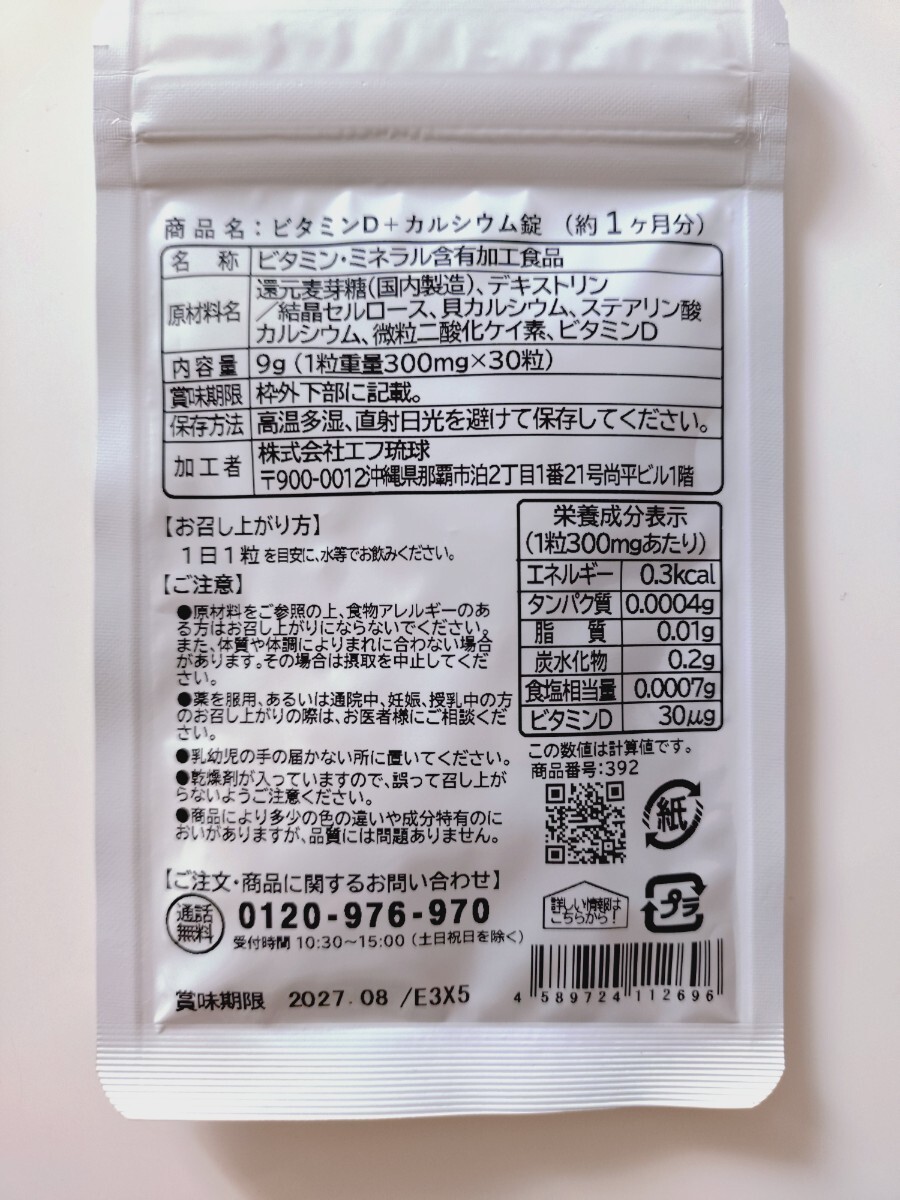 商品名：ビタミンD＋カルシウム錠 （約1ヶ月分）
名 称 ビタミン・ミネラル含有加工食品
原材料名 還元麦芽糖（国内製造）、デキストリン
／結晶セルロース、貝カルシウム、ステアリン酸
カルシウム、微粒二酸化ケイ素、ビタミンD
内容量 9g（1粒重量300mg×30粒）
賞味期限 枠外下部に記載。
保存方法 高温多湿、直射日光を避けて保存してください。
加工者 株式会社エフ琉球
〒900-0012沖縄県那覇市泊2丁目1番21号尚平ビル1階
【お召し上がり方】
1日1粒を目安に、水等でお飲みください。
【ご注意】
●原材料をご参照の上、食物アレルギーのあ
る方はお召し上がりにならないでください。
また、体質や体調によりまれに合わない場合
があります。その場合は摂取を中止してくだ
さい。
●薬を服用、あるいは通院中、妊娠、授乳中の方
のお召し上がりの際は、お医者様にご相談くだ
さい。
●乳幼児の手の届かない所に置いてください。
●乾燥剤が入っていますので、誤って召し上が
らないようご注意ください。
●商品により多少の色の違いや成分特有のに
おいがありますが、品質には問題ありません。
栄養成分表示
（1粒300mgあたり）
エネルギー 0.3kcal
タンパク質 0.0004g
脂 質 0.01g
炭水化物 0.2g
食塩相当量 0.0007g
ビタミンD 30μg
この数値は計算値です。
商品番号：392
紙
詳しい情報は
こちらから！
プラ
【ご注文・商品に関するお問い合わせ】
通話
無料
0120-976-970
受付時間 10:30～15:00（土日祝日を除く）
賞味期限 2027.08 /E3X5
4 589724 112696